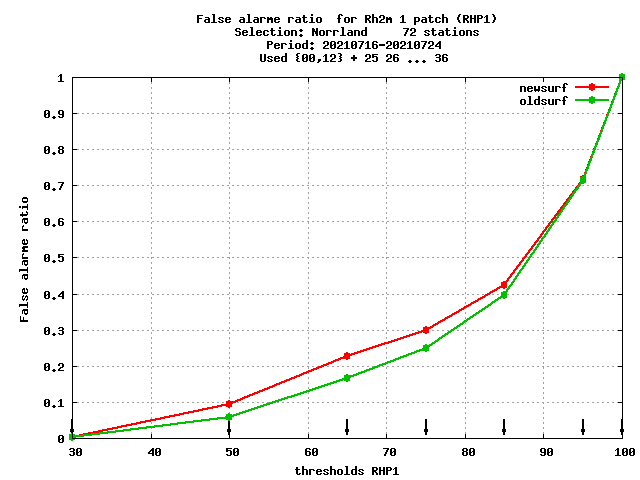 False alarme ratio  for Rh2m 1 patch (RHP1)
Selection: Norrland     72 stations
Period: 20210716-20210724
Used {00,12} + 25 26 ... 36
newsurf
oldsurf
1
0.9
0.8
0.7
0.6
0.5
0.4
0.3
0.2
0.1
0
False alarme ratio
30 40 50 60 70 80 90 100
thresholds RHP1